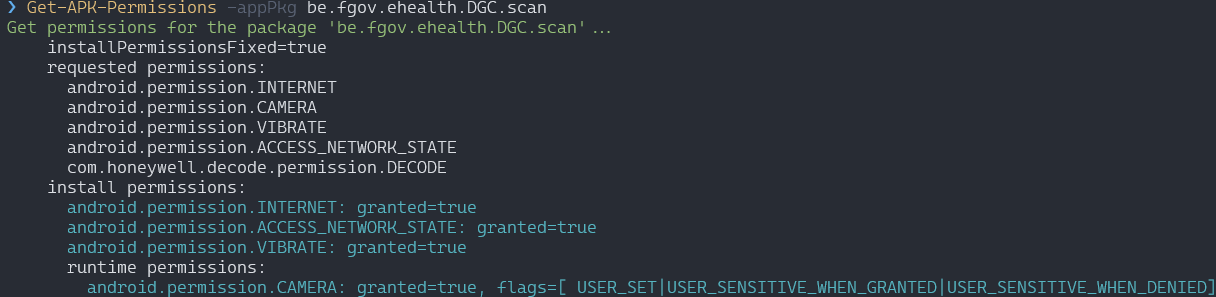 ❯ Get-APK-Permissions -appPkg be.fgov.ehealth.DGC.scan
Get permissions for the package 'be.fgov.ehealth.DGC.scan'...
installPermissionsFixed=true
requested permissions:
android.permission.INTERNET
android.permission.CAMERA
android.permission.VIBRATE
android.permission.ACCESS_NETWORK_STATE
com.honeywell.decode.permission.DECODE
install permissions:
android.permission.INTERNET: granted=true
android.permission.ACCESS_NETWORK_STATE: granted=true
android.permission.VIBRATE: granted=true
runtime permissions:
android.permission.CAMERA: granted=true, flags=[ USER_SET|USER_SENSITIVE_WHEN_GRANTED|USER_SENSITIVE_WHEN_DENIED]